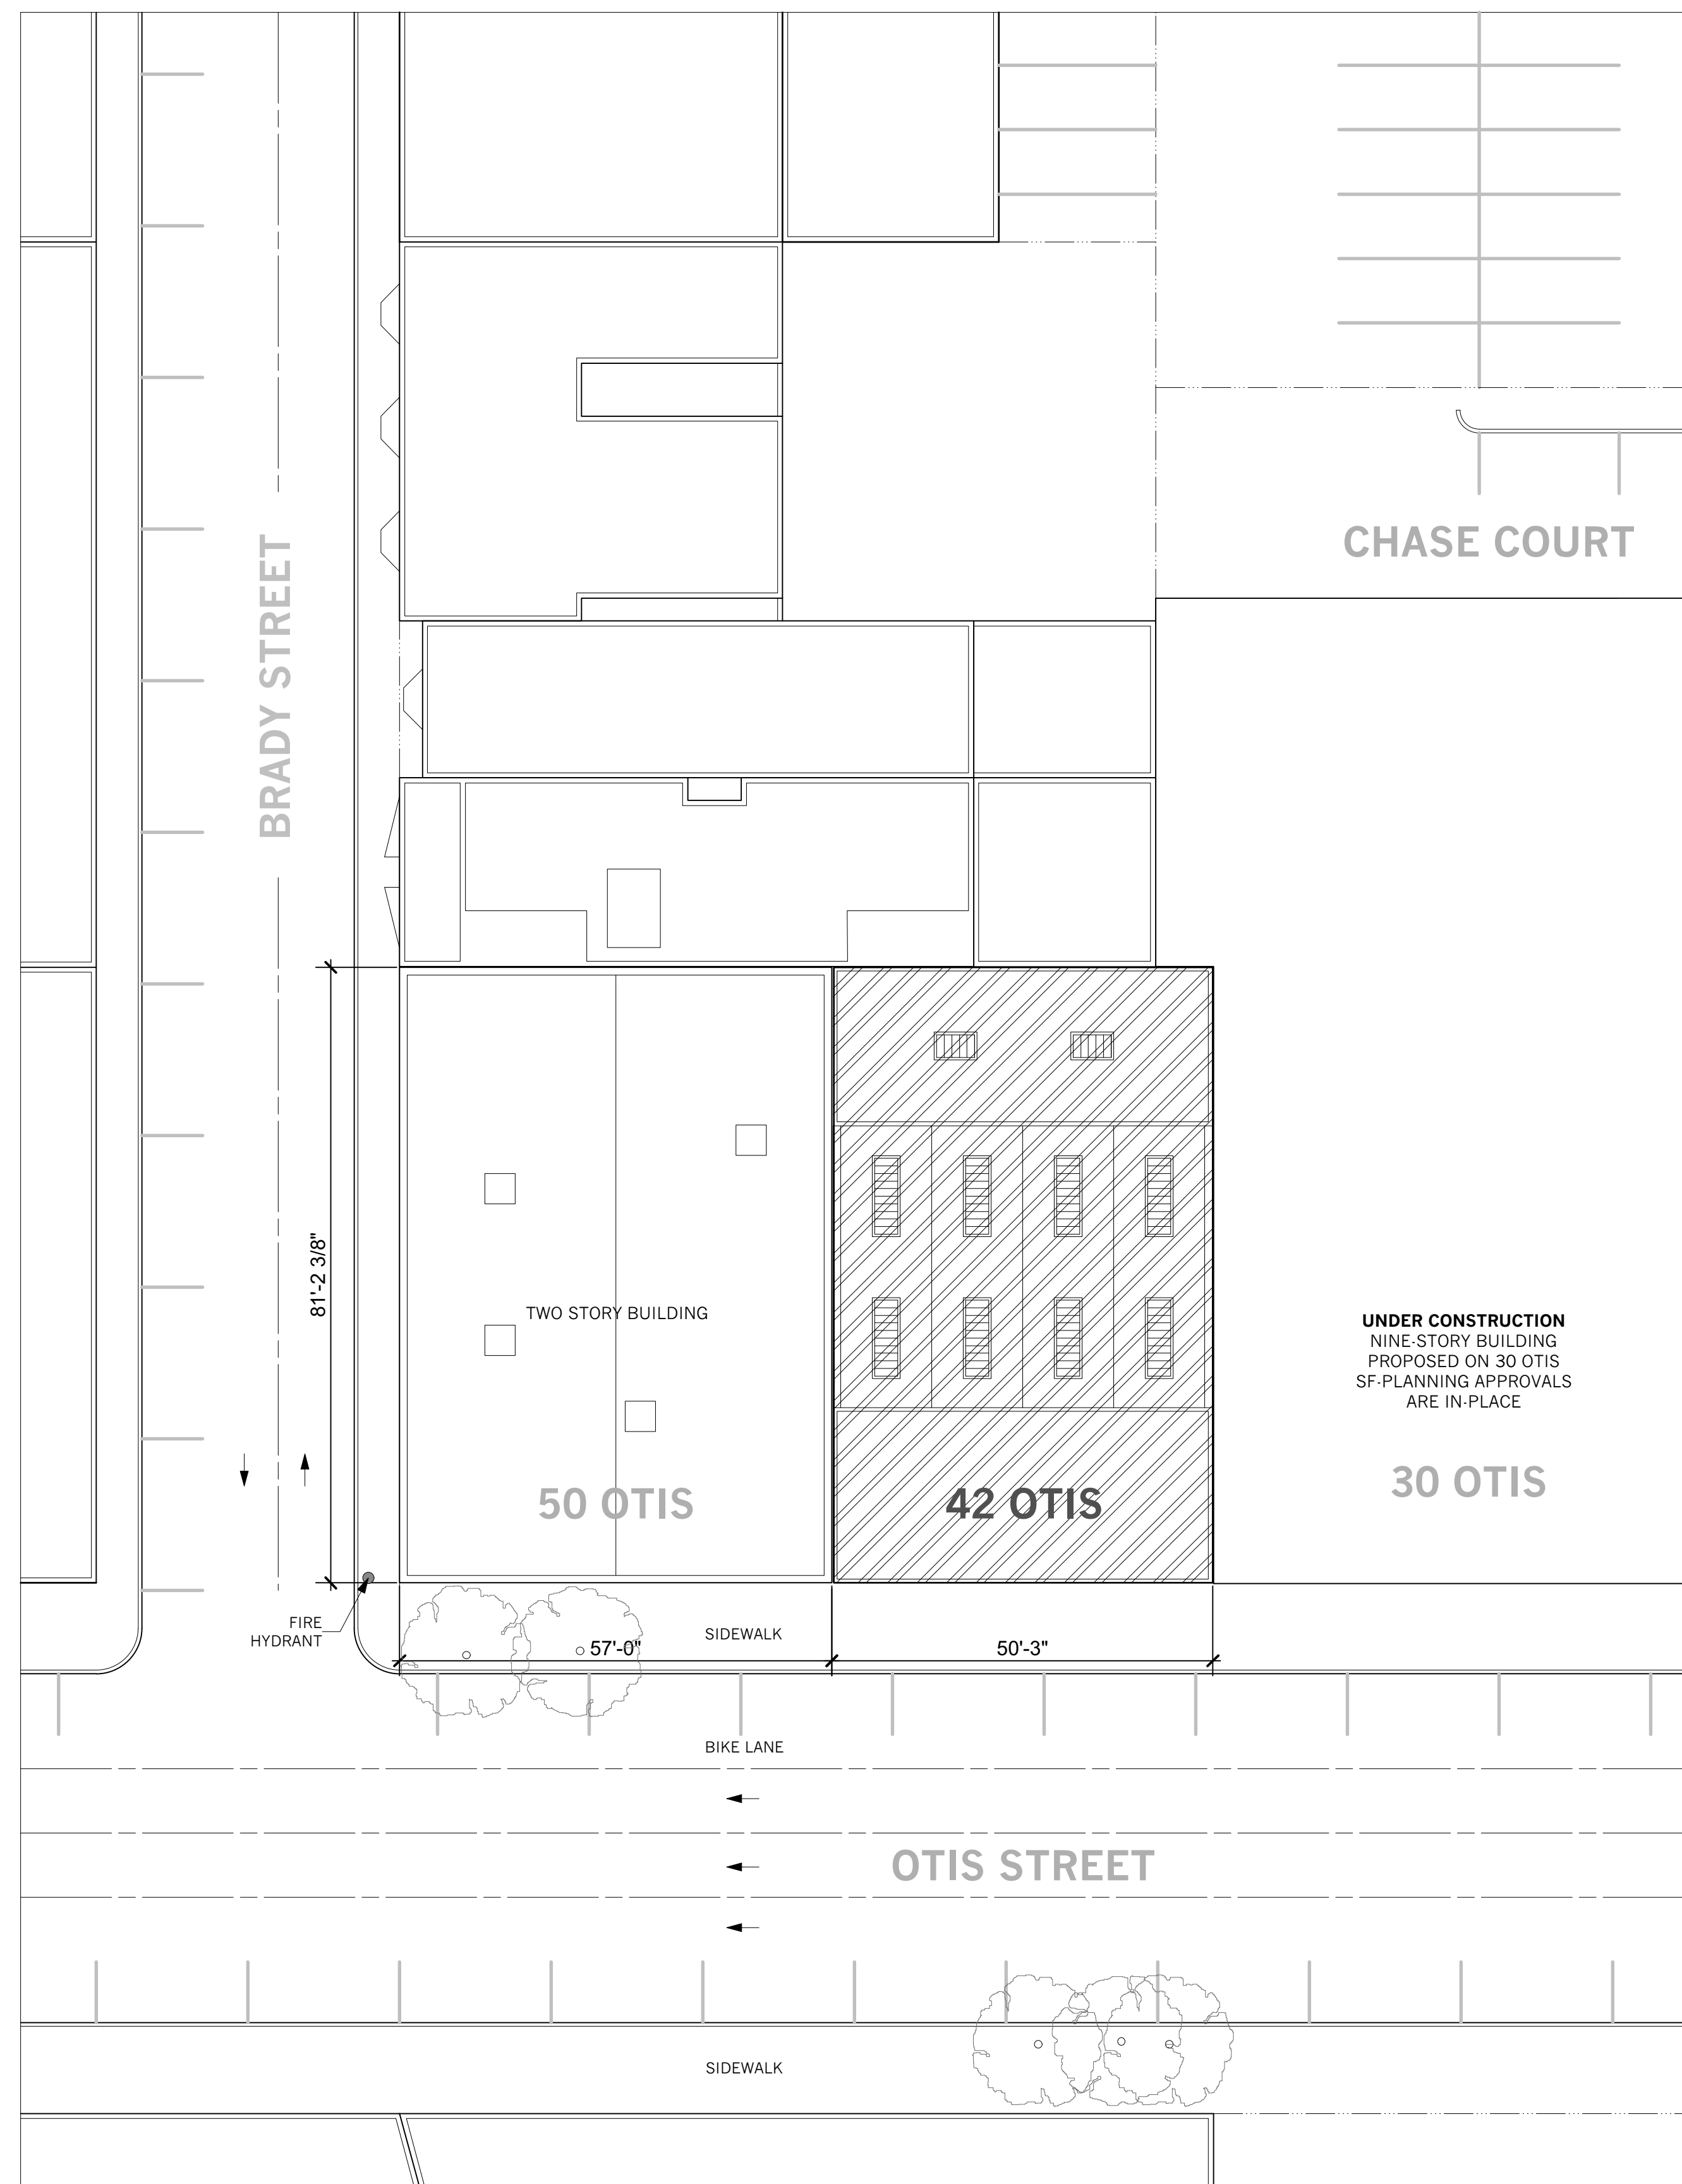 CHASE COURT
BRADY STREET
81'-2 3/8"
TWO STORY BUILDING
UNDER CONSTRUCTION
NINE-STORY BUILDING
PROPOSED ON 30 OTIS
SF-PLANNING APPROVALS
ARE IN-PLACE
50 OTIS
42 OTIS
30 OTIS
FIRE
HYDRANT
SIDEWALK
57'-0"
50'-3"
BIKE LANE
OTIS STREET
SIDEWALK